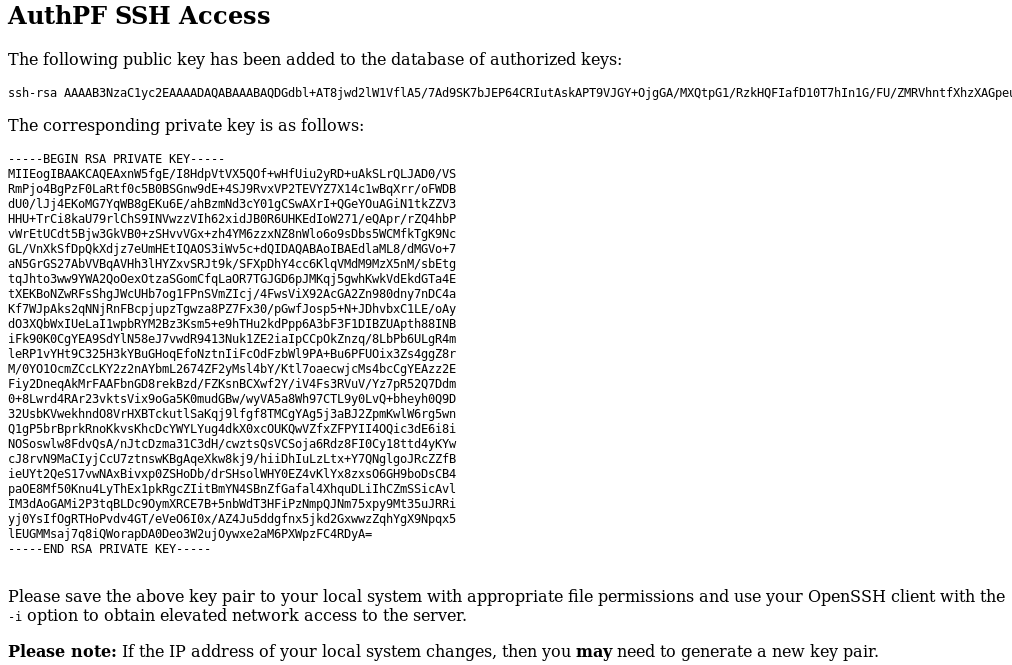 AuthPF SSH Access
The following public key has been added to the database of authorized keys:
ssh-rsa AAAAB3NzaC1yc2EAAAADAQABAAABAQDGdbl+AT8jwd2lW1VflA5/7Ad9SK7bJEP64CRIutAskAPT9VJGY+OjgGA/MXQtpG1/RzkHQFIafD10T7hIn1G/FU/ZMRVhntfXhzXAGpeu
The corresponding private key is as follows:
-----BEGIN RSA PRIVATE KEY-----
MIIEogIBAAKCAQEAxnW5fgE/I8HdpVtVX5QOf+wHfUiu2yRD+uAkSLrQLJAD0/VS
RmPjo4BgPzF0LaRtf0c5B0BSGnw9dE+4SJ9RvxVP2TEVYZ7X14c1wBqXrr/oFWDB
dU0/lJj4EKoMG7YqWB8gEKu6E/ahBzmNd3cY01gCSwAXrI+QGeYOuAGiN1tkZZV3
HHU+TrCi8kaU79rlChS9INVwzzVIh62xidJB0R6UHKEdIoW271/eQApr/rZQ4hbP
vWrEtUCdt5Bjw3GkVB0+zSHvvVGx+zh4YM6zzxNZ8nWlo6o9sDbs5WCMfkTgK9Nc
GL/VnXkSfDpQkXdjz7eUmHEtIQAOS3iWv5c+dQIDAQABAoIBAEdlaML8/dMGVo+7
aN5GrGS27AbVVBqAVHh3lHYZxvSRJt9k/SFXpDhY4cc6KlqVMdM9MzX5nM/sbEtg
tqJhto3ww9YWA2QoOexOtzaSGomCfqLaOR7TGJGD6pJMKqj5gwhKwkVdEkdGTa4E
tXEKBoNZwRFsShgJWcUHb7og1FPnSVmZIcj/4FwsViX92AcGA2Zn980dny7nDC4a
Kf7WJpAks2qNNjRnFBcpjupzTgwza8PZ7Fx30/pGwfJosp5+N+JDhvbxC1LE/oAy
dO3XQbWxIUeLaI1wpbRYM2Bz3Ksm5+e9hTHu2kdPpp6A3bF3F1DIBZUApth88INB
iFk90K0CgYEA9SdYlN58eJ7vwdR9413Nuk1ZE2iaIpCCpOkZnzq/8LbPb6ULgR4m
leRP1vYHt9C325H3kYBuGHoqEfoNztnIiFcOdFzbWl9PA+Bu6PFUOix3Zs4ggZ8r
M/0YO1OcmZCcLKY2z2nAYbmL2674ZF2yMsl4bY/Ktl7oaecwjcMs4bcCgYEAzz2E
Fiy2DneqAkMrFAAFbnGD8rekBzd/FZKsnBCXwf2Y/iV4Fs3RVuV/Yz7pR52Q7Ddm
0+8Lwrd4RAr23vktsVix9oGa5K0mudGBw/wyVA5a8Wh97CTL9y0LvQ+bheyh0Q9D
32UsbKVwekhndO8VrHXBTckutlSaKqj9lfgf8TMCgYAg5j3aBJ2ZpmKwlW6rg5wn
Q1gP5brBprkRnoKkvsKhcDcYWLYug4dkX0xcOUKQwVZfxZFPYII4OQic3dE6i8i
NOSoswlw8FdvQsA/nJtcDzma31C3dH/cwztsQsVCSoja6Rdz8FI0Cy18ttd4yKYw
cJ8rvN9MaCIyjCcU7ztnswKBgAqeXkw8kj9/hiiDhIuLzLtx+Y7QNglgoJRcZZfB
ieUYt2QeS17vwNAxBivxp0ZSHoDb/drSHsolWHY0EZ4vKlYx8zxsO6GH9boDsCB4
paOE8Mf50Knu4LyThEx1pkRgcZIitBmYN4SBnZfGafal4XhquDLiIhCZmSSicAvl
IM3dAoGAMi2P3tqBLDc9OymXRCE7B+5nbWdT3HFiPzNmpQJNm75xpy9Mt35uJRRi
yj0YsIfOgRTHoPvdv4GT/eVeO6I0x/AZ4Ju5ddgfnx5jkd2GxwwzZqhYgX9Npqx5
lEUGMMsaj7q8iQWorapDA0Deo3W2ujOywxe2aM6PXWpzFC4RDyA=
-----END RSA PRIVATE KEY-----
Please save the above key pair to your local system with appropriate file permissions and use your OpenSSH client with the
-i option to obtain elevated network access to the server.
Please note: If the IP address of your local system changes, then you may need to generate a new key pair.